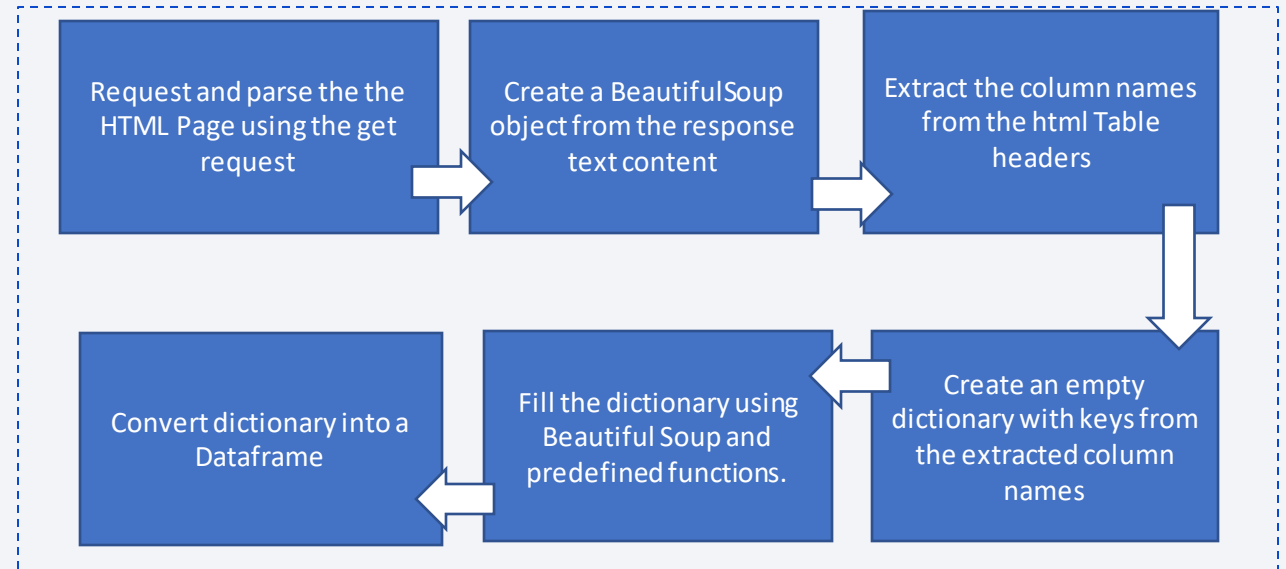 Request and parse the the
HTML Page using the get
request
Create a BeautifulSoup
object from the response
text content
Extract the column names
from the html Table
headers
Create an empty
dictionary with keys from
the extracted column
names
Fill the dictionary using
Beautiful Soup and
predefined functions.
Convert dictionary into a
Dataframe